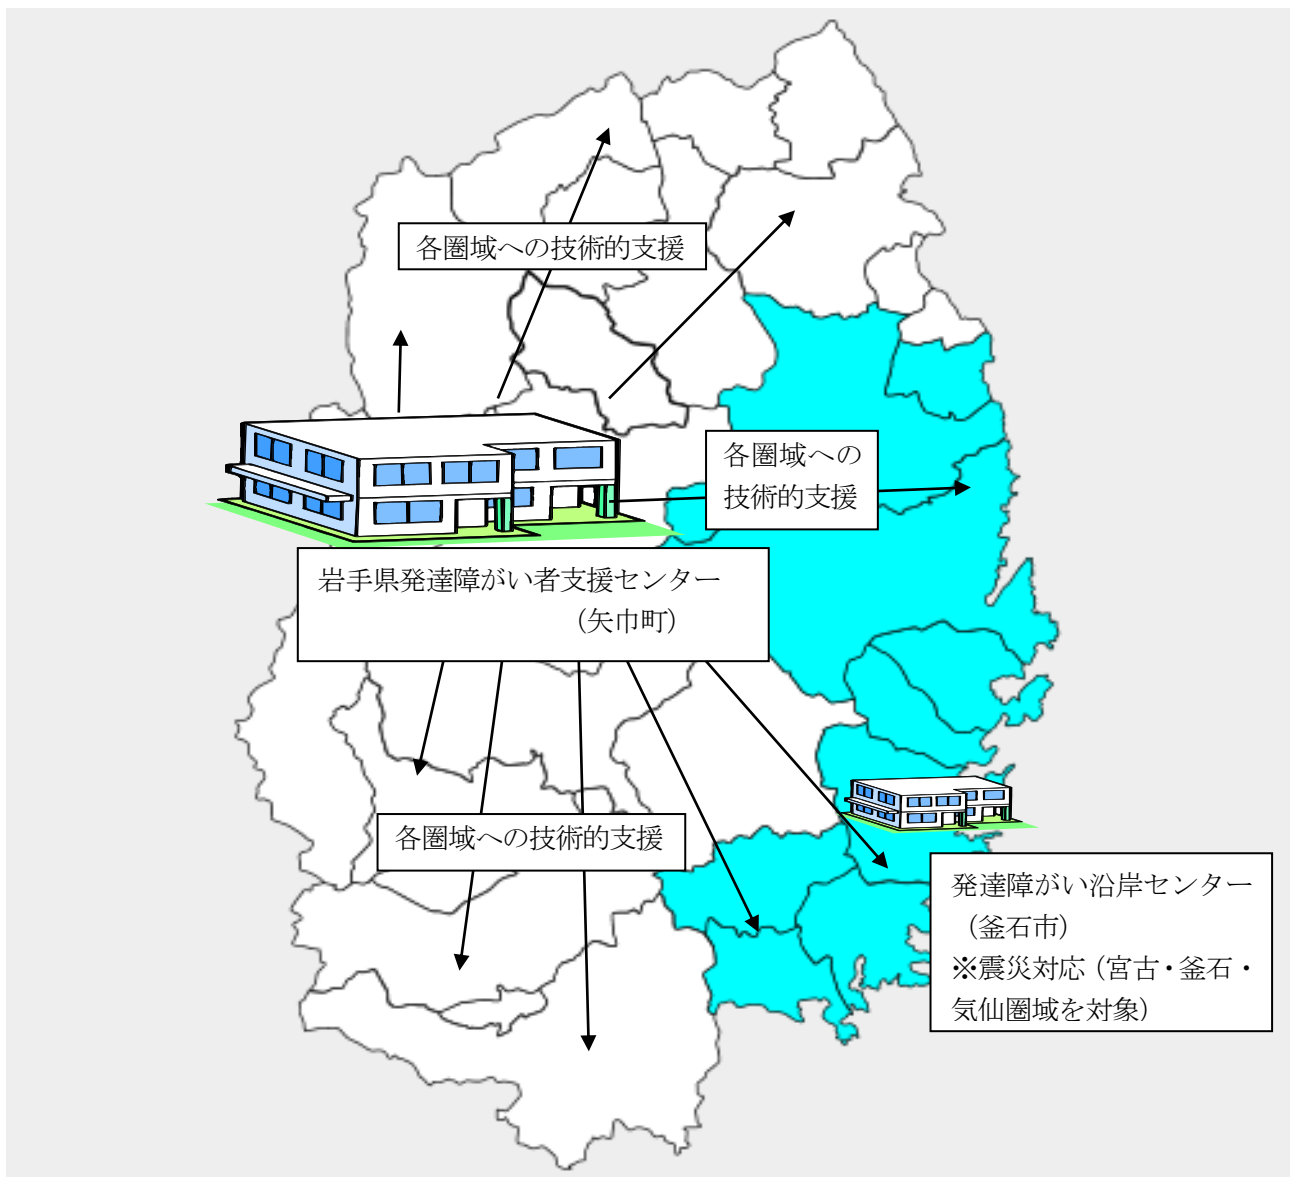 各圏域への技術的支援
各圏域への
技術的支援
岩手県発達障がい者支援センター
（矢巾町）
各圏域への技術的支援
発達障がい沿岸センター
（釜石市）
※震災対応（宮古・釜石・
気仙圏域を対象）